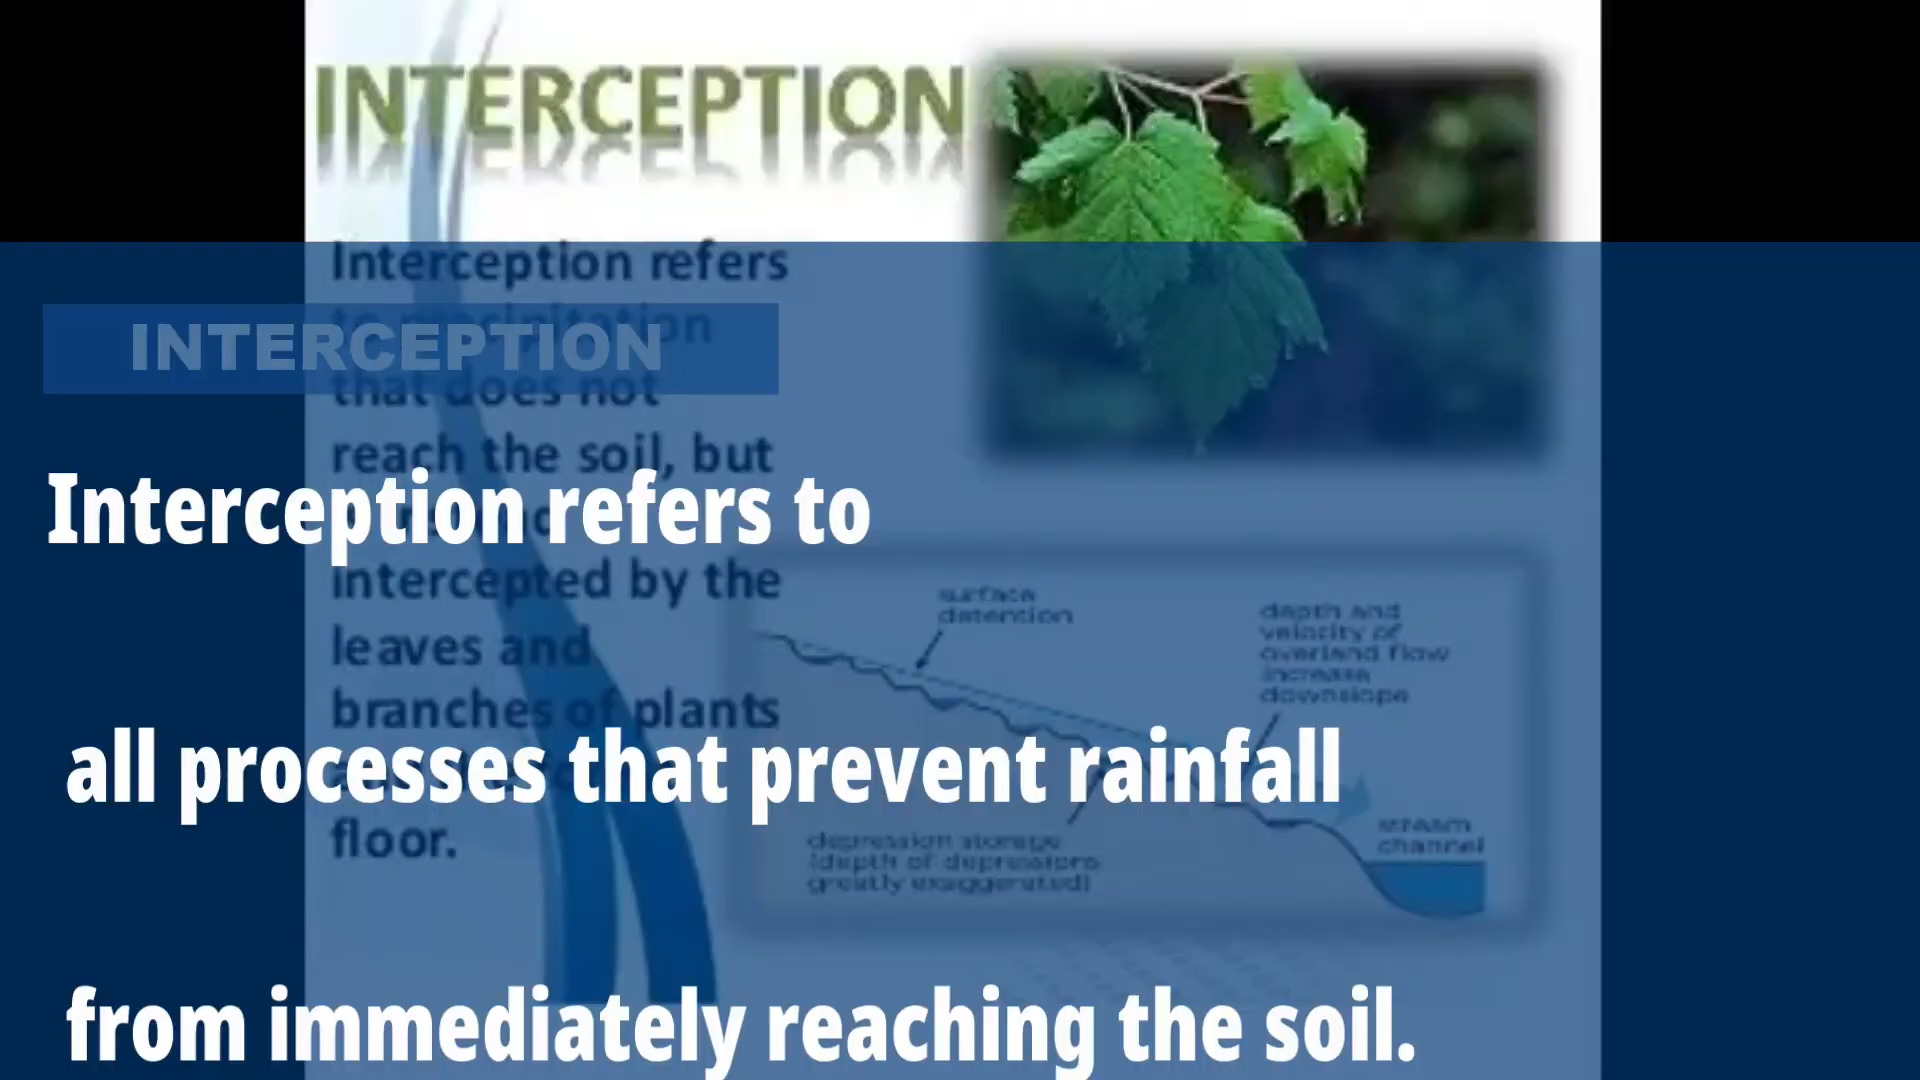 INTERCEPTION
Interception refers
precipitation
that does not
reach the soil, but
intercepted by the
leaves and
branches of plants
floor.
INTERCEPTION
Interception refers to
all processes that prevent rainfall
from immediately reaching the soil.
surface
detention
depth and
velocity of
overland flow
increase
downslope
depression storage
(depth of depressions
greatly exaggerated)
stream
channel